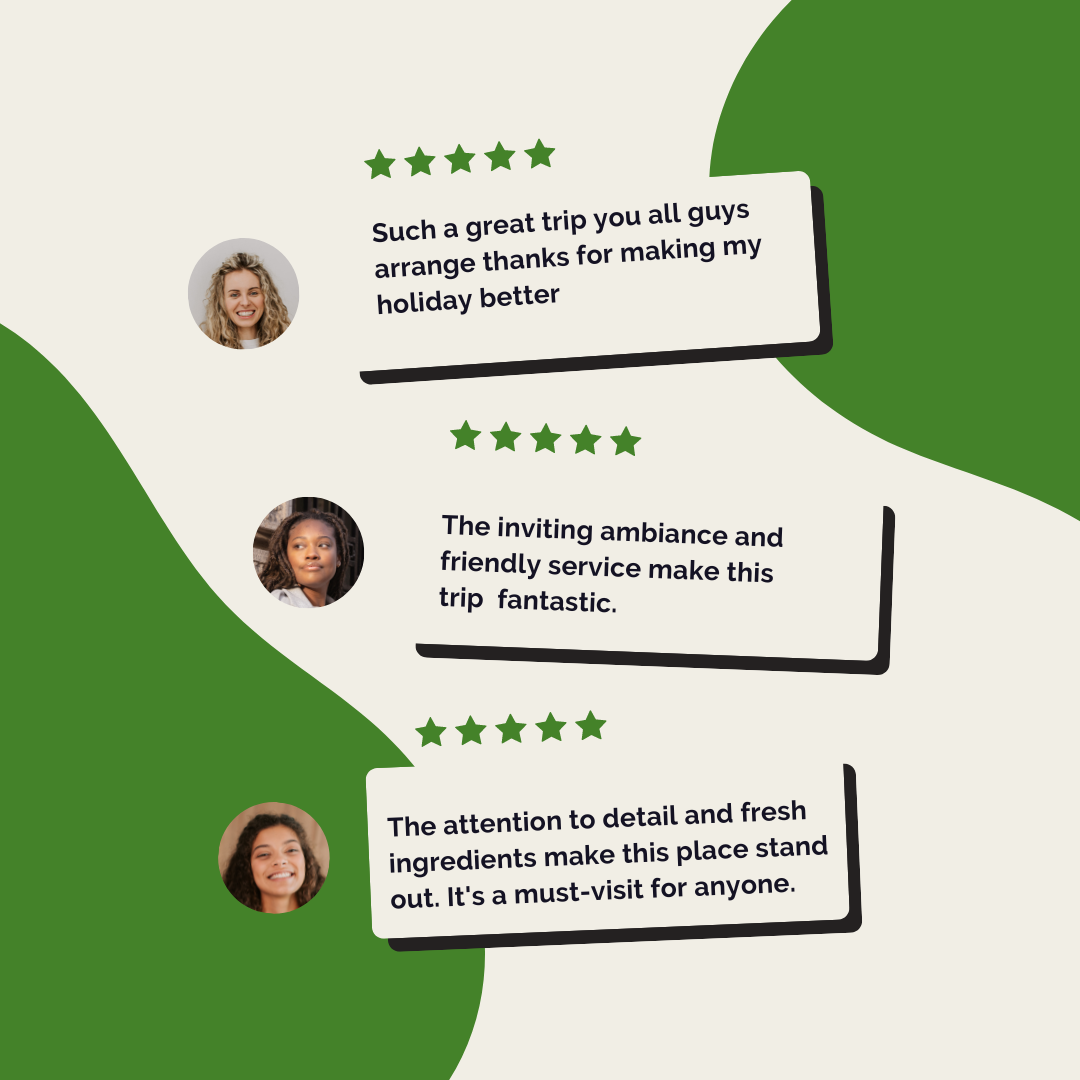 Such a great trip you all guys
arrange thanks for making my
holiday better
The inviting ambiance and
friendly service make this
trip  fantastic.
The attention to detail and fresh
ingredients make this place stand
out. It's a must-visit for anyone.